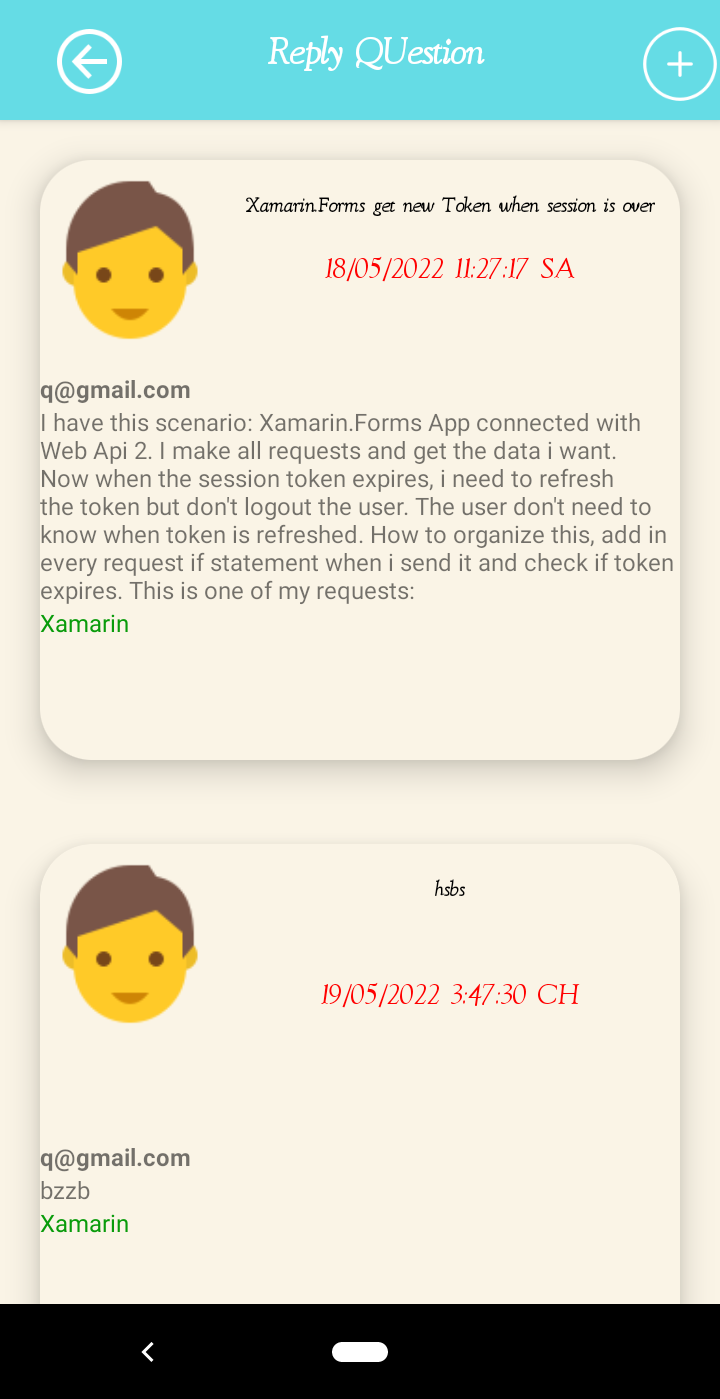 Reply QUestion
Xamarin.Forms get new Token when session is over
18/05/2022 11:27:17 SA
q@gmail.com
I have this scenario: Xamarin.Forms App connected with
Web Api 2. I make all requests and get the data i want.
Now when the session token expires, i need to refresh
the token but don't logout the user. The user don't need to
know when token is refreshed. How to organize this, add in
every request if statement when i send it and check if token
expires. This is one of my requests:
Xamarin
hsbs
19/05/2022 3:47:30 CH
q@gmail.com
bzzb
Xamarin